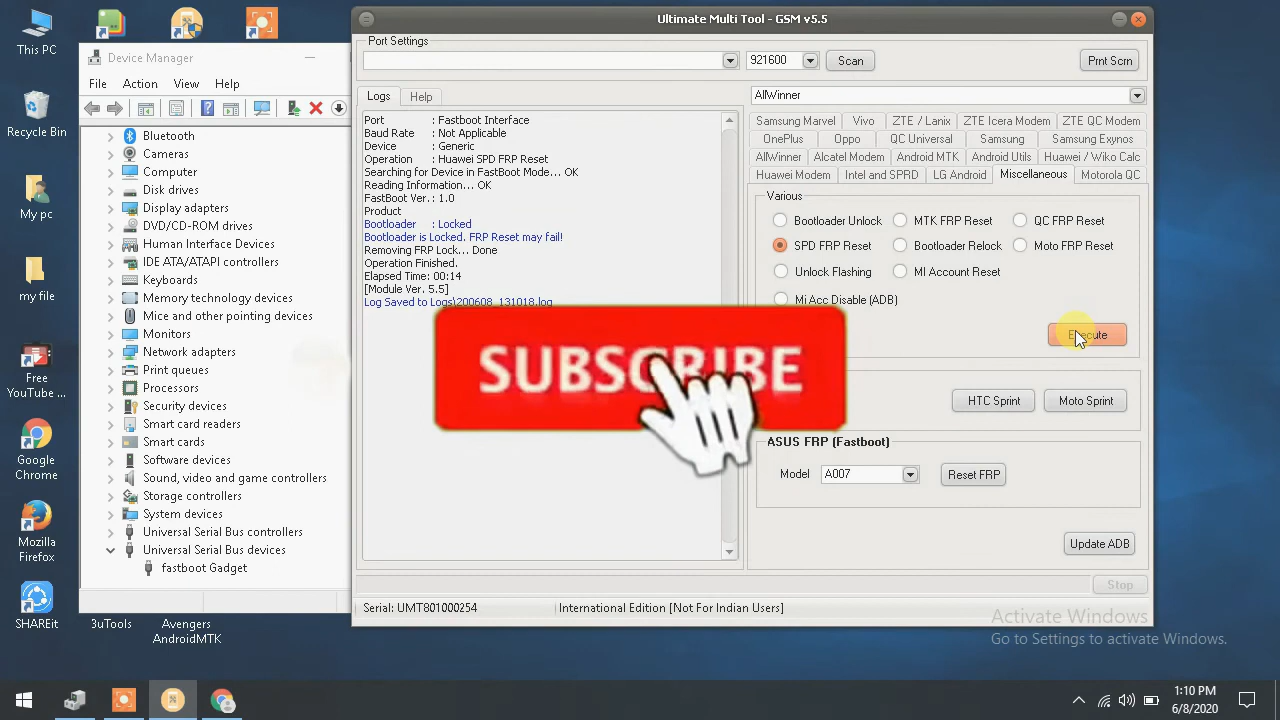 This PC
Recycle Bin
My pc
my file
Free
YouTube ...
Google
Chrome
Mozilla
Firefox
SHAREit
3uTools
Avengers
AndroidMTK
Device Manager
File Action View Help
Bluetooth
Cameras
Computer
Disk drives
Display adapters
DVD/CD-ROM drives
Human Interface Devices
IDE ATA/ATAPI controllers
Keyboards
Memory technology devices
Mice and other pointing devices
Monitors
Network adapters
Print queues
Processors
Security devices
Smart card readers
Smart cards
Software devices
Sound, video and game controllers
Storage controllers
System devices
Universal Serial Bus controllers
Universal Serial Bus devices
fastboot Gadget
Ultimate Multi Tool - GSM v5.5
Port Settings
921600 Scan Prnt Scrn
Logs Help
Port : Fastboot Interface
Baud Rate : Not Applicable
Device : Generic
Operation : Huawei SPD FRP Reset
Searching for Device in FastBoot Mode... OK
Reading Information... OK
FastBoot Ver. : 1.0
Product
Bootloader : Locked
Bootloader is Locked. FRP Reset may fail!
Removing FRP Lock... Done
Operation Finished.
Elapsed Time: 00:14
[Module Ver. 5.5]
Log Saved to Logs\200608_131018.log
SUBSCRIBE
AllWinner
Samsung Marvel Vivo ZTE / Lanix ZTE Icera Modem ZTE QC Modem
OnePlus Oppo QC Universal Samsung Samsung Exynos
AllWinner Modem Android MTK Android Utils Huawei / Wiko Calc
Huawei Modem Intel and SPRD LG Android Miscellaneous Motorola QC
Various
Bootloader Unlock MTK FRP Reset QC FRP Reset
SPD FRP Reset Bootloader Relock Moto FRP Reset
Unlock Flashing MI Account Reset
Mi Acc Disable (ADB)
Execute
HTC Sprint Moto Sprint
ASUS FRP (Fastboot)
Model A007 Reset FRP
Update ADB
Stop
Serial: UMT801000254 International Edition [Not For Indian Users]
Activate Windows
Go to Settings to activate Windows.
1:10 PM
6/8/2020